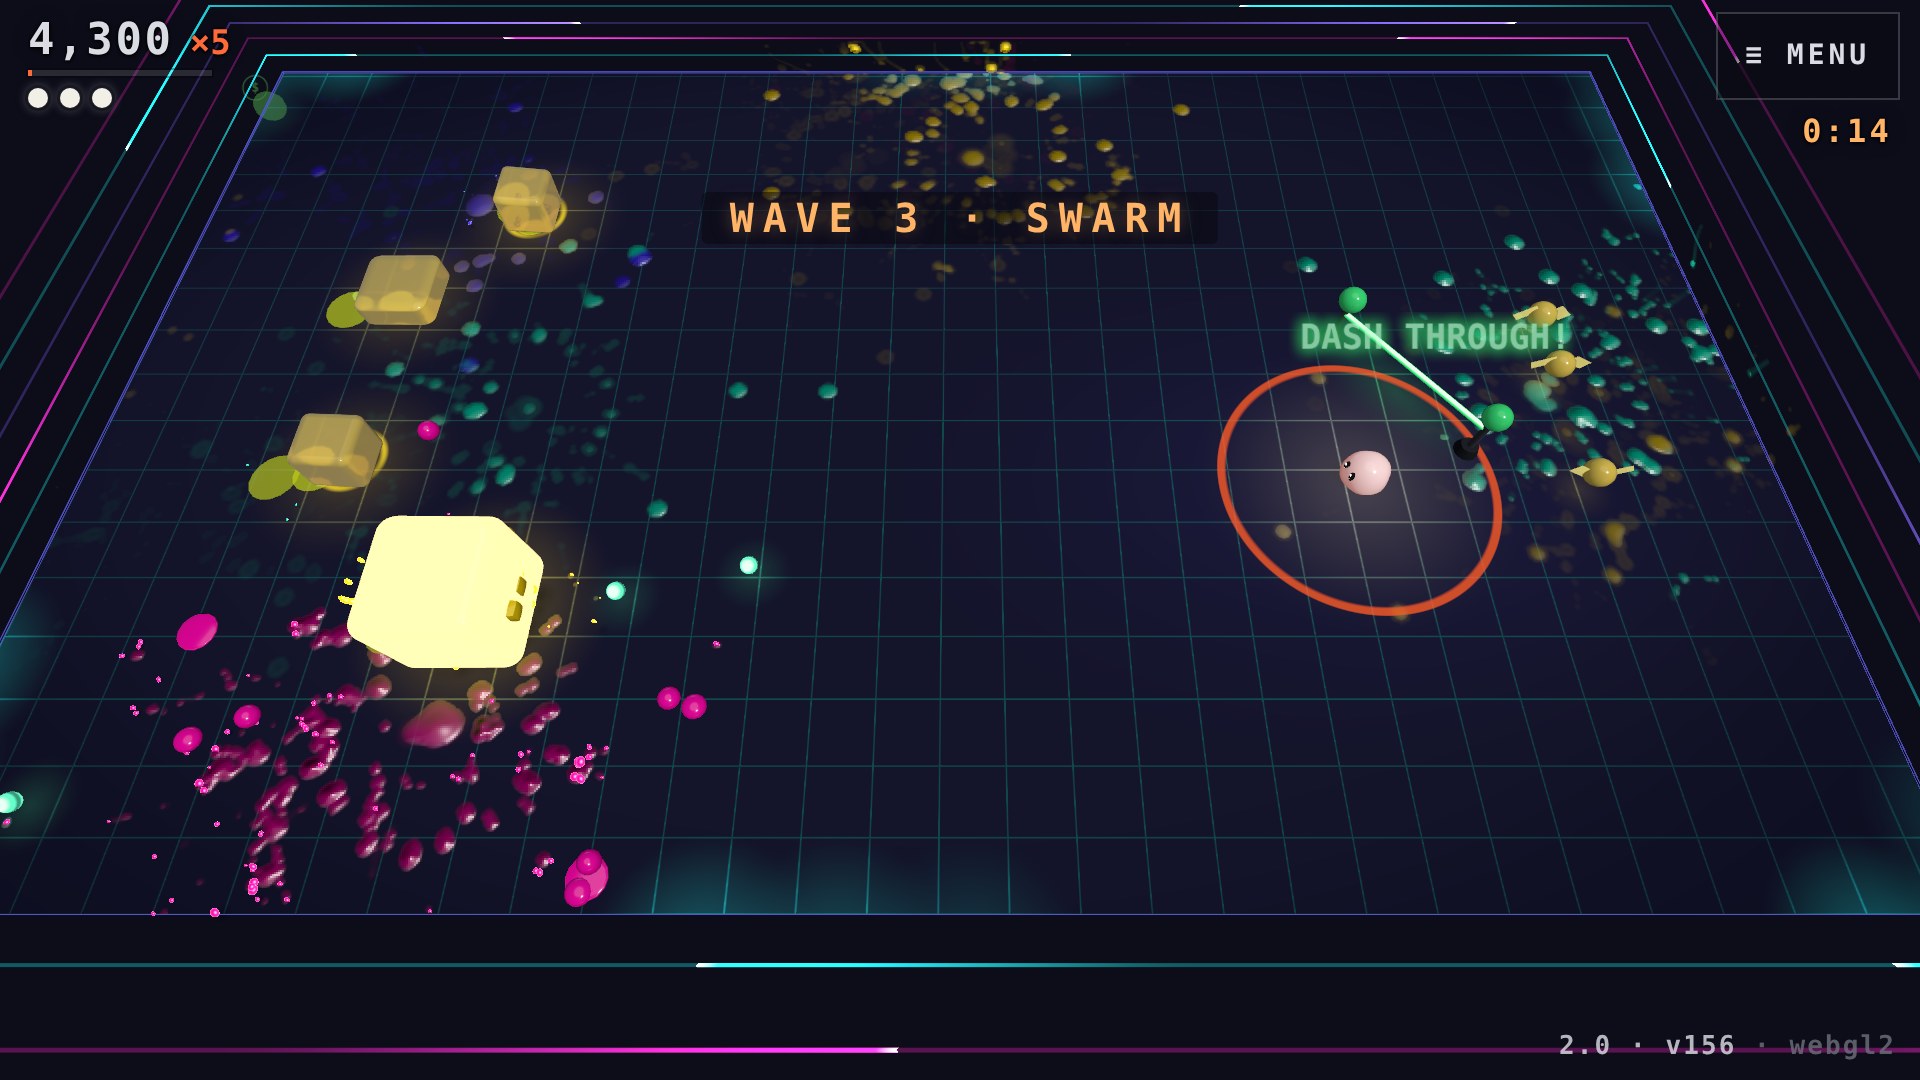 4,300 ×5
≡ MENU
0:14
WAVE 3 · SWARM
DASH THROUGH!
2.0 · v156 · webgl2